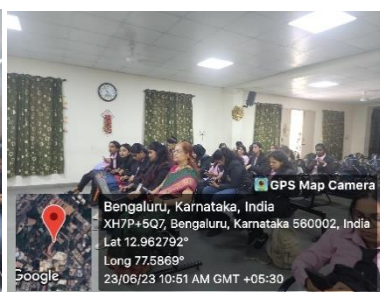 GPS Map Camera
Bengaluru, Karnataka, India
XH7P+5Q7, Bengaluru, Karnataka 560002, India
Lat 12.962792°
Long 77.5869°
23/06/23 10:51 AM GMT +05:30
Google